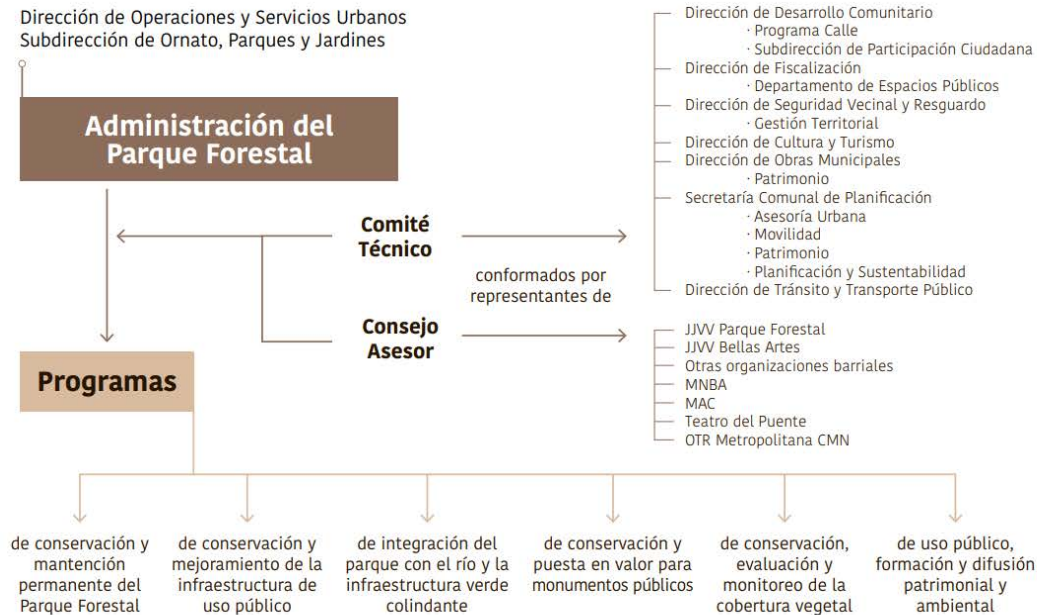 Dirección de Operaciones y Servicios Urbanos
Subdirección de Ornato, Parques y Jardines
Administración del
Parque Forestal
Comité
Técnico
conformados por
representantes de
Consejo
Asesor
Dirección de Desarrollo Comunitario
· Programa Calle
· Subdirección de Participación Ciudadana
Dirección de Fiscalización
· Departamento de Espacios Públicos
Dirección de Seguridad Vecinal y Resguardo
· Gestión Territorial
Dirección de Cultura y Turismo
Dirección de Obras Municipales
· Patrimonio
Secretaría Comunal de Planificación
· Asesoría Urbana
· Movilidad
· Patrimonio
· Planificación y Sustentabilidad
Dirección de Tránsito y Transporte Público
JJVV Parque Forestal
JJVV Bellas Artes
Otras organizaciones barriales
MNBA
MAC
Teatro del Puente
OTR Metropolitana CMN
Programas
de conservación y
mantención
permanente del
Parque Forestal
de conservación y
mejoramiento de la
infraestructura de
uso público
de integración del
parque con el río y la
infraestructura verde
colindante
de conservación y
puesta en valor para
monumentos públicos
de conservación,
evaluación y
monitoreo de la
cobertura vegetal
de uso público,
formación y difusión
patrimonial y
ambiental